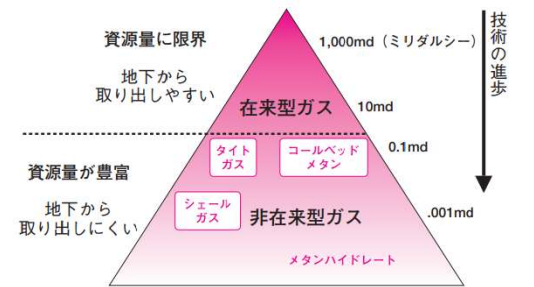 資源量に限界
地下から
取り出しやすい
1,000md（ミリダルシー）
技術の進歩
在来型ガス
10md
0.1md
タイト
ガス
コールベッド
メタン
資源量が豊富
地下から
取り出しにくい
シェール
ガス
非在来型ガス
.001md
メタンハイドレート